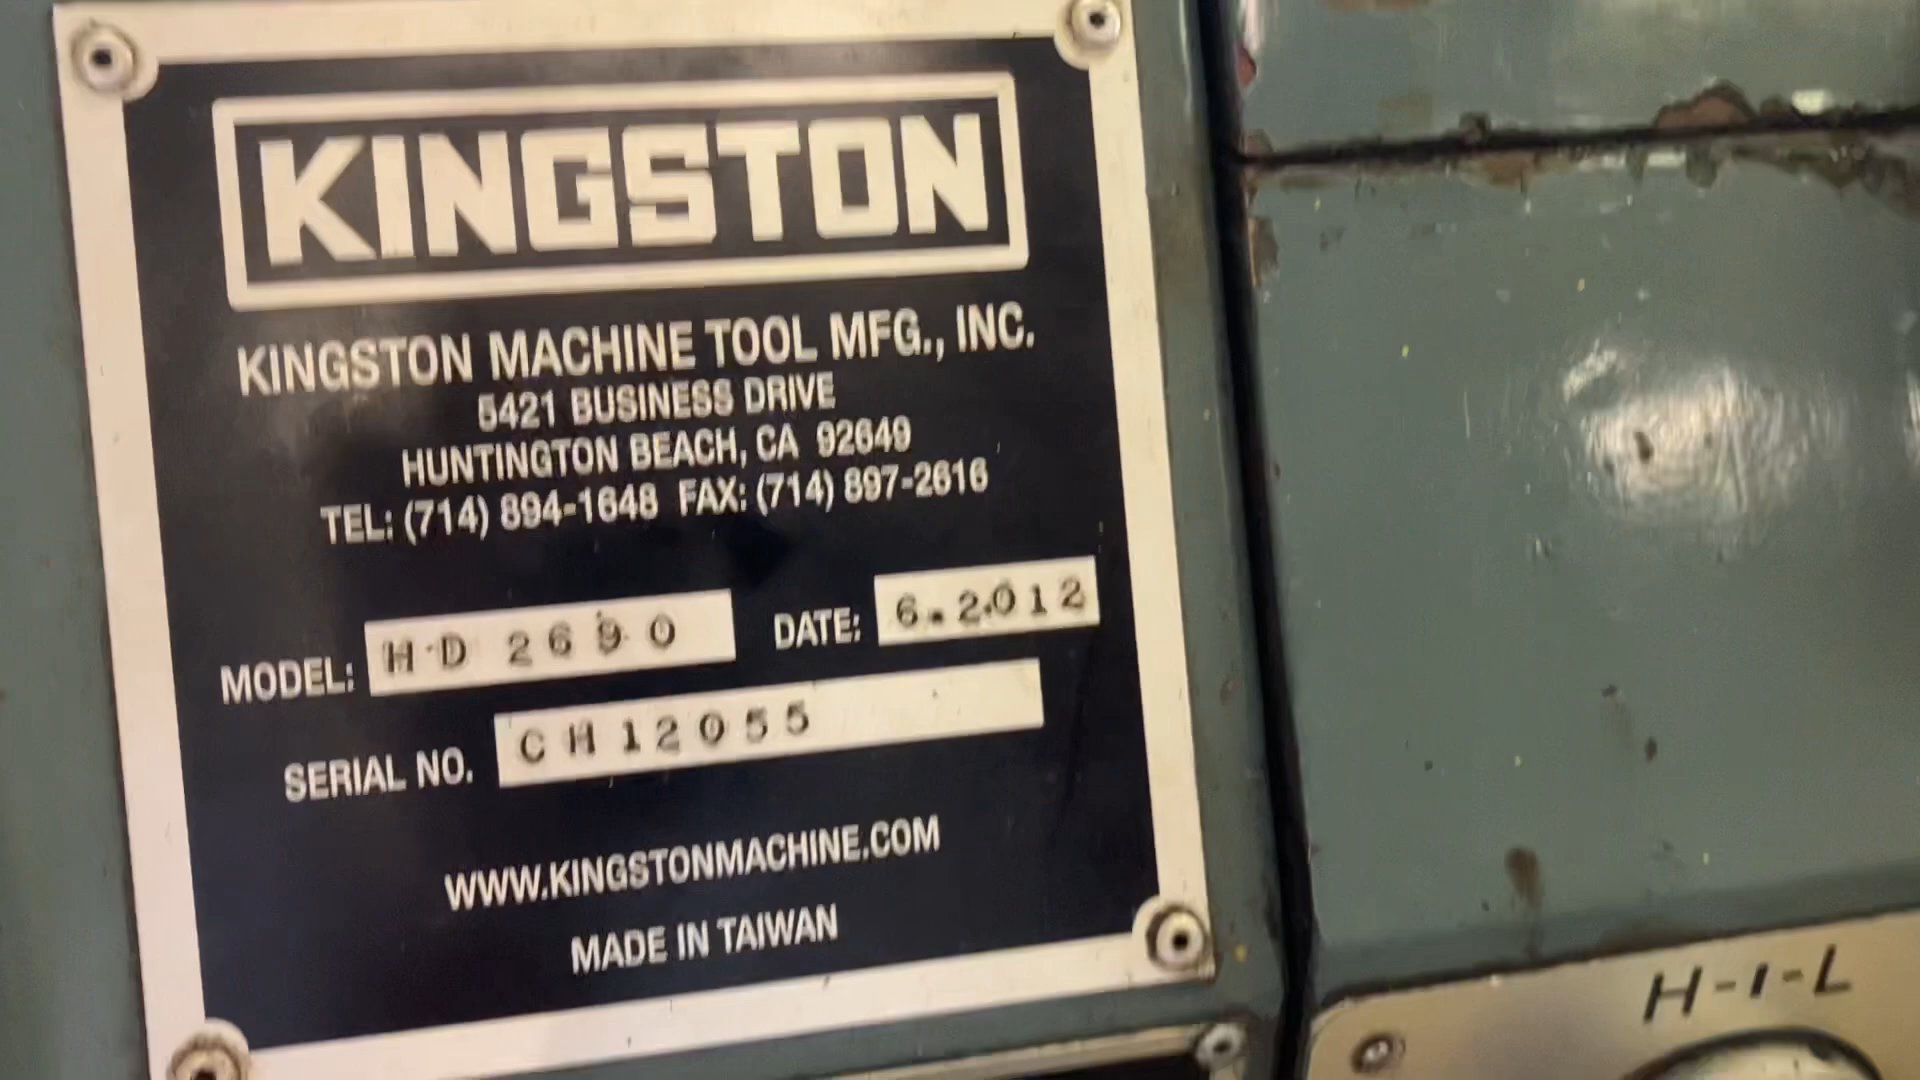 KINGSTON
KINGSTON MACHINE TOOL MFG., INC.
5421 BUSINESS DRIVE
HUNTINGTON BEACH, CA 92649
TEL: (714) 894-1648 FAX: (714) 897-2616
MODEL: HD 2690 DATE: 6.2012
SERIAL NO. CH12055
WWW.KINGSTONMACHINE.COM
MADE IN TAIWAN
H-I-L